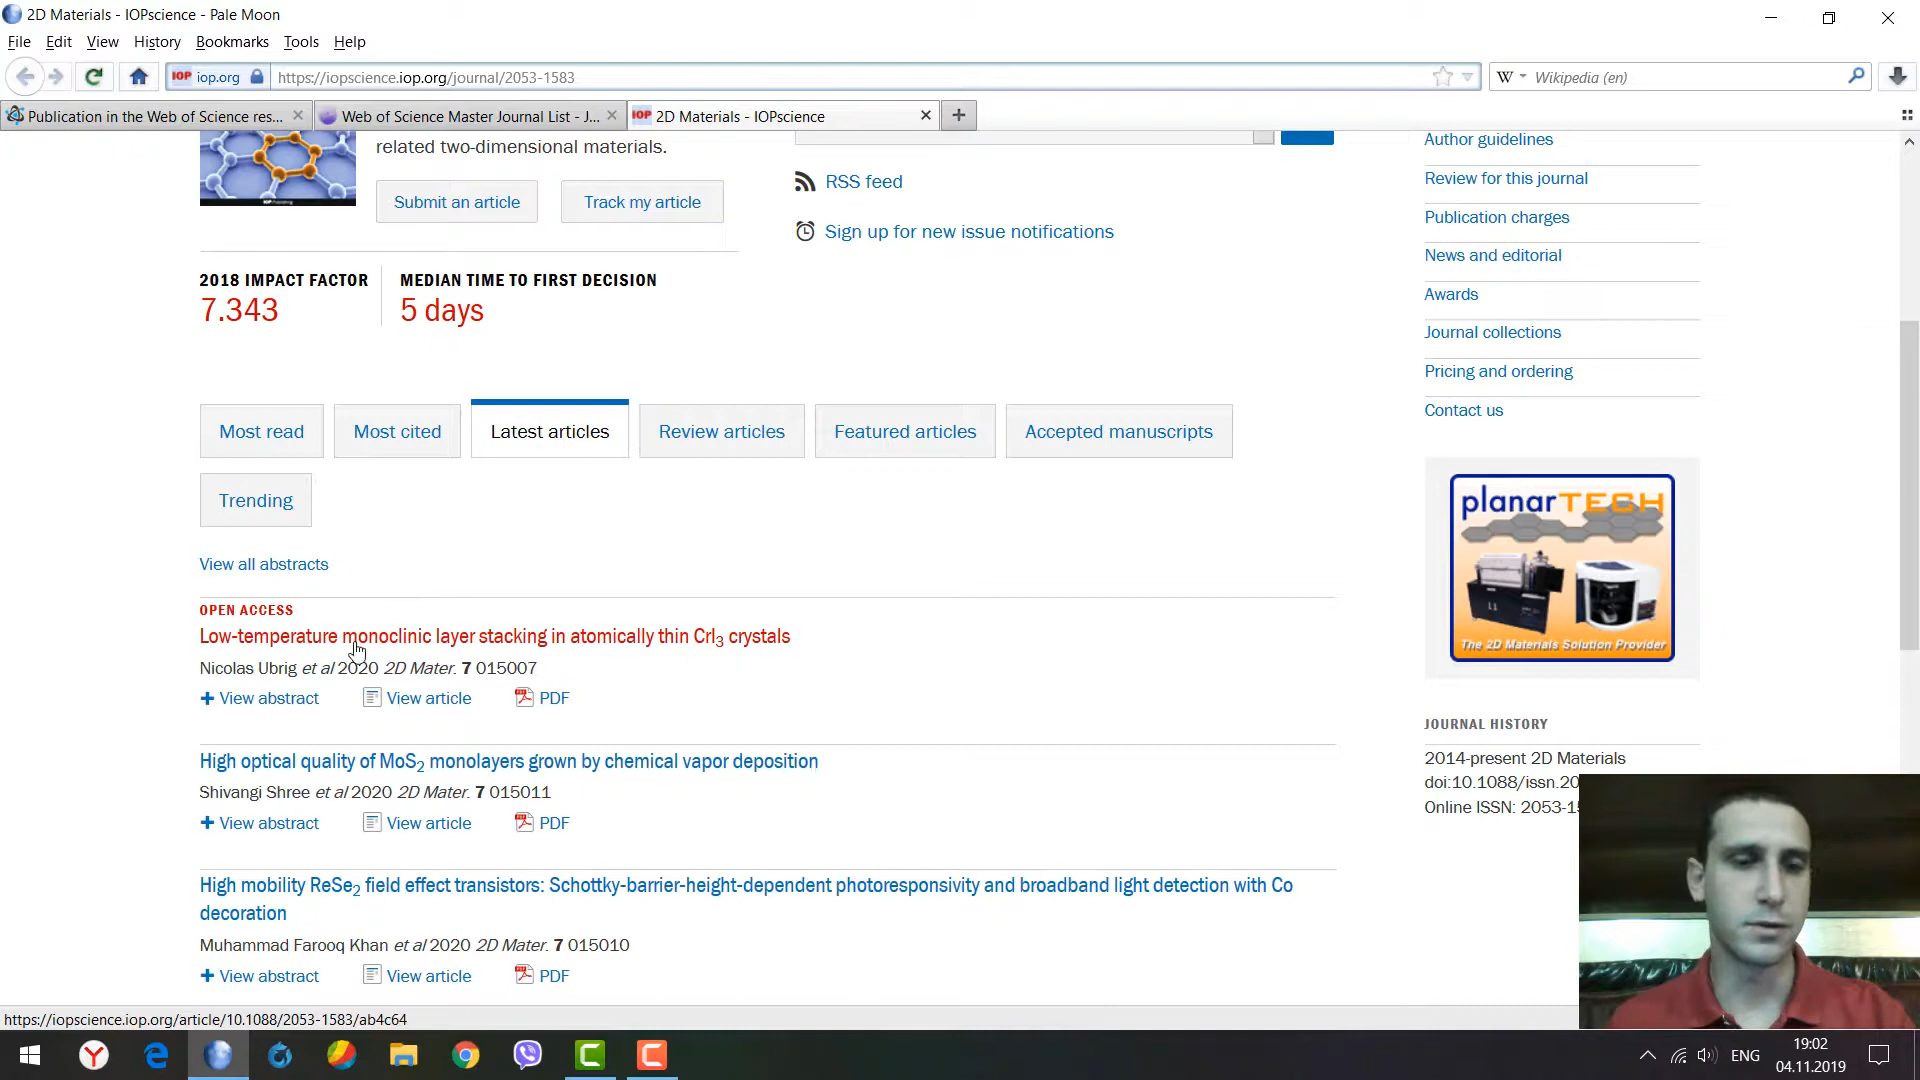 2D Materials - IOPscience - Pale Moon
File Edit View History Bookmarks Tools Help
IOP iop.org https://iopscience.iop.org/journal/2053-1583 W Wikipedia (en)
Publication in the Web of Science res... Web of Science Master Journal List - J... IOP 2D Materials - IOPscience
related two-dimensional materials.
Submit an article Track my article
RSS feed
Sign up for new issue notifications
2018 IMPACT FACTOR
7.343
MEDIAN TIME TO FIRST DECISION
5 days
Most read Most cited Latest articles Review articles Featured articles Accepted manuscripts
Trending
View all abstracts
OPEN ACCESS
Low-temperature monoclinic layer stacking in atomically thin CrI3 crystals
Nicolas Ubrig et al 2020 2D Mater. 7 015007
View abstract View article PDF
High optical quality of MoS2 monolayers grown by chemical vapor deposition
Shivangi Shree et al 2020 2D Mater. 7 015011
View abstract View article PDF
High mobility ReSe2 field effect transistors: Schottky-barrier-height-dependent photoresponsivity and broadband light detection with Co
decoration
Muhammad Farooq Khan et al 2020 2D Mater. 7 015010
View abstract View article PDF
Author guidelines
Review for this journal
Publication charges
News and editorial
Awards
Journal collections
Pricing and ordering
Contact us
planarTECH
The 2D Materials Solution Provider
JOURNAL HISTORY
2014-present 2D Materials
doi:10.1088/issn.20
Online ISSN: 2053-15
https://iopscience.iop.org/article/10.1088/2053-1583/ab4c64
ENG
19:02
04.11.2019